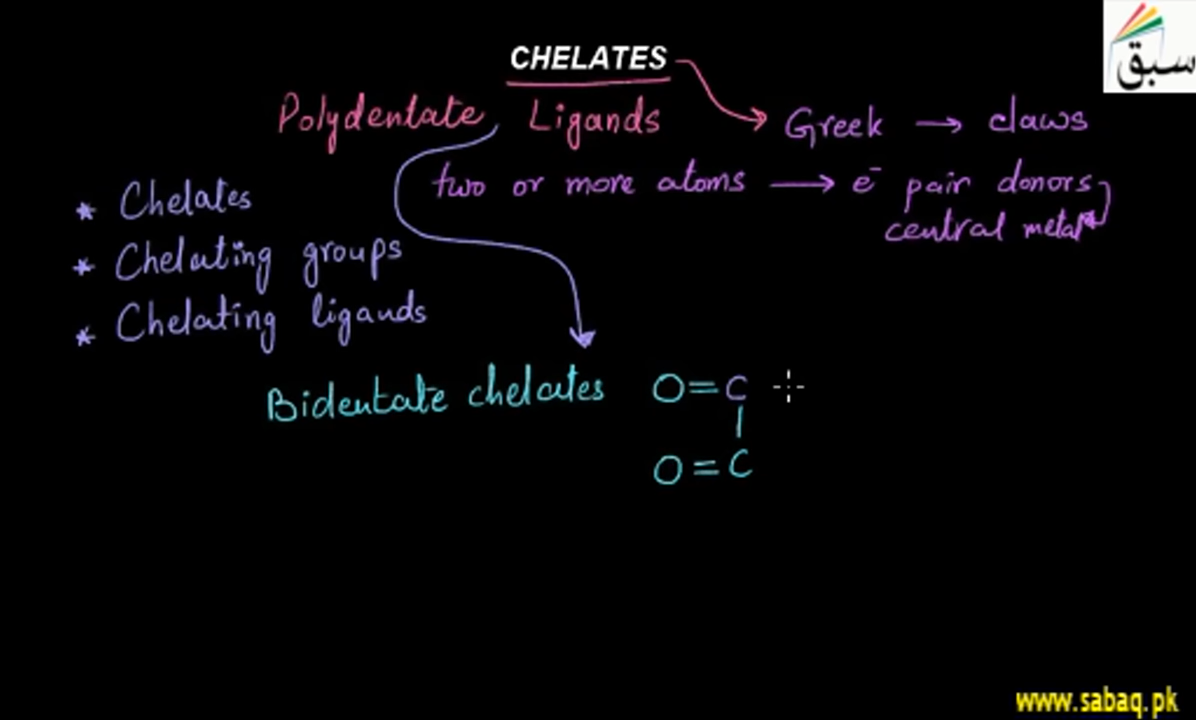 سبق
CHELATES
Polydentate Ligands
Greek → claws
two or more atoms → e⁻ pair donors
central metal
* Chelates
* Chelating groups
* Chelating ligands
Bidentate chelates
O=C
|
O=C
www.sabaq.pk